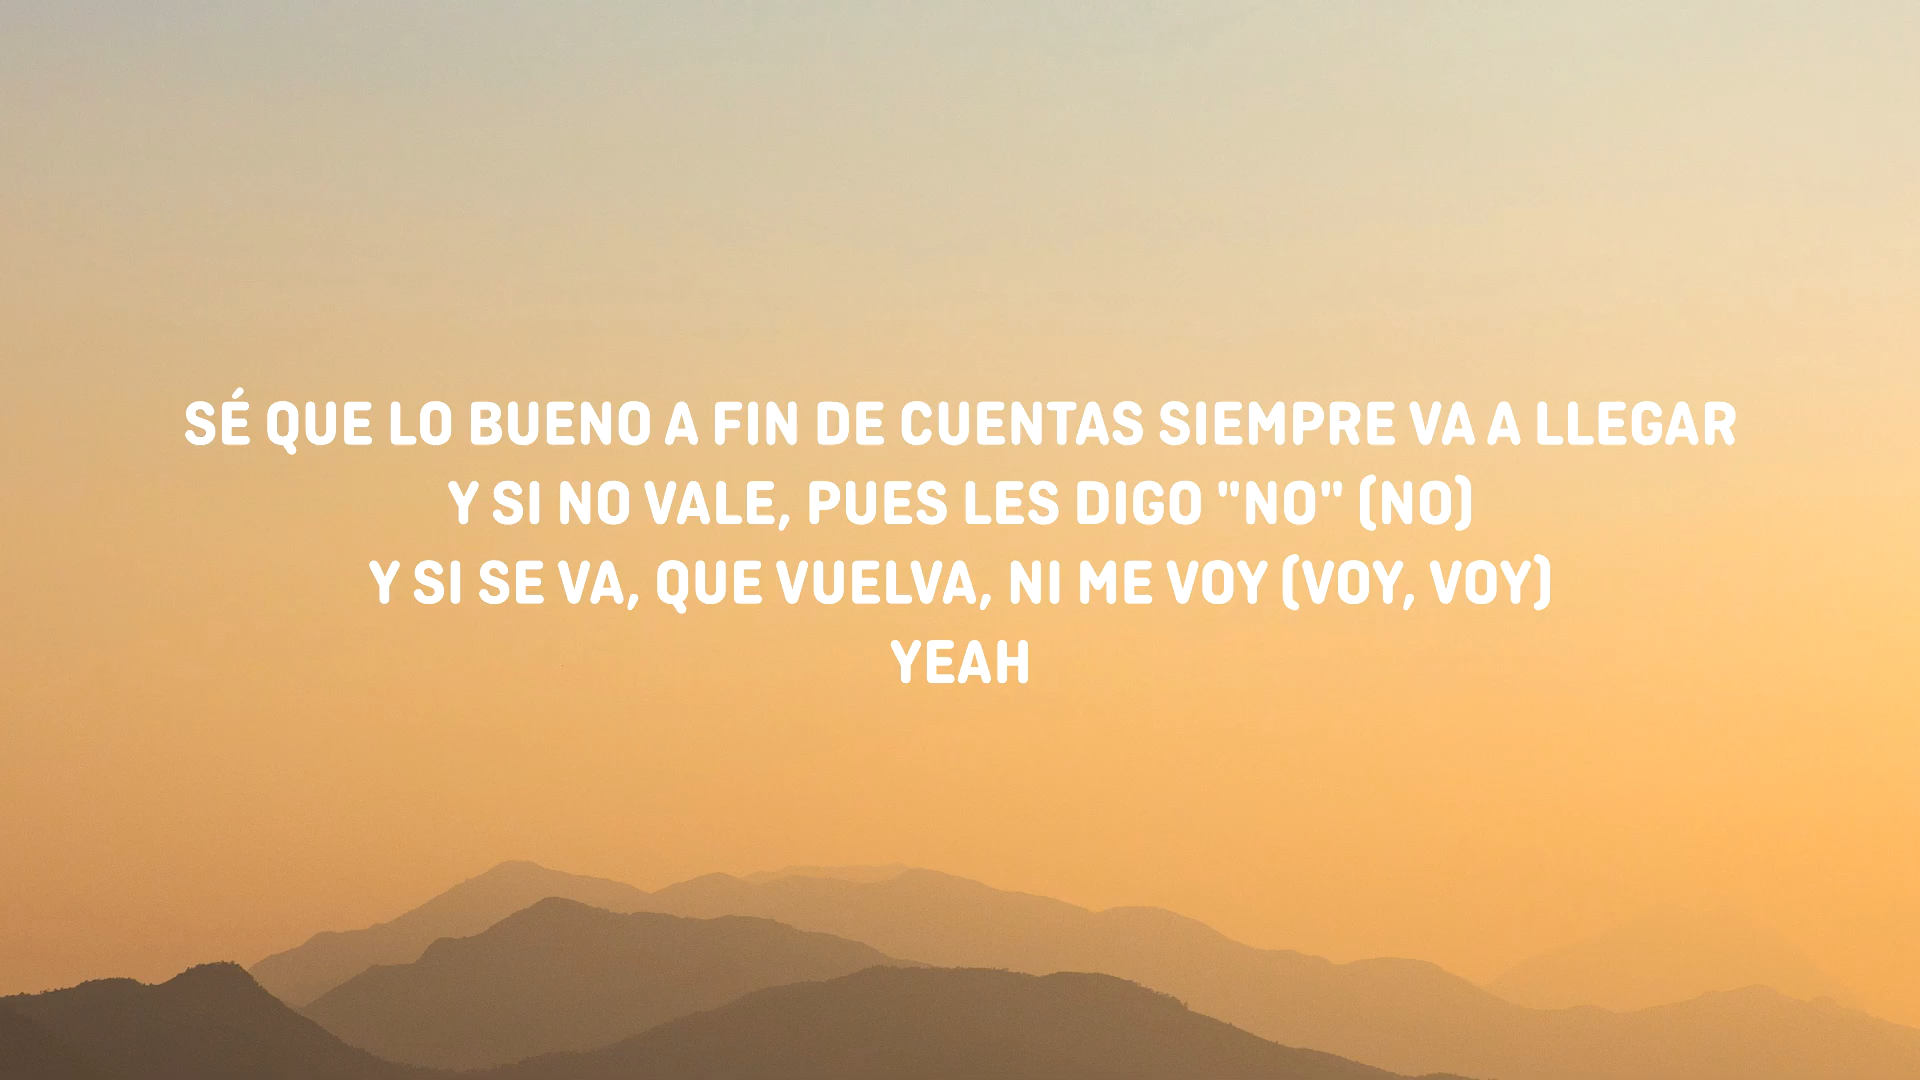 SÉ QUE LO BUENO A FIN DE CUENTAS SIEMPRE VA A LLEGAR
Y SI NO VALE, PUES LES DIGO "NO" (NO)
Y SI SE VA, QUE VUELVA, NI ME VOY (VOY, VOY)
YEAH